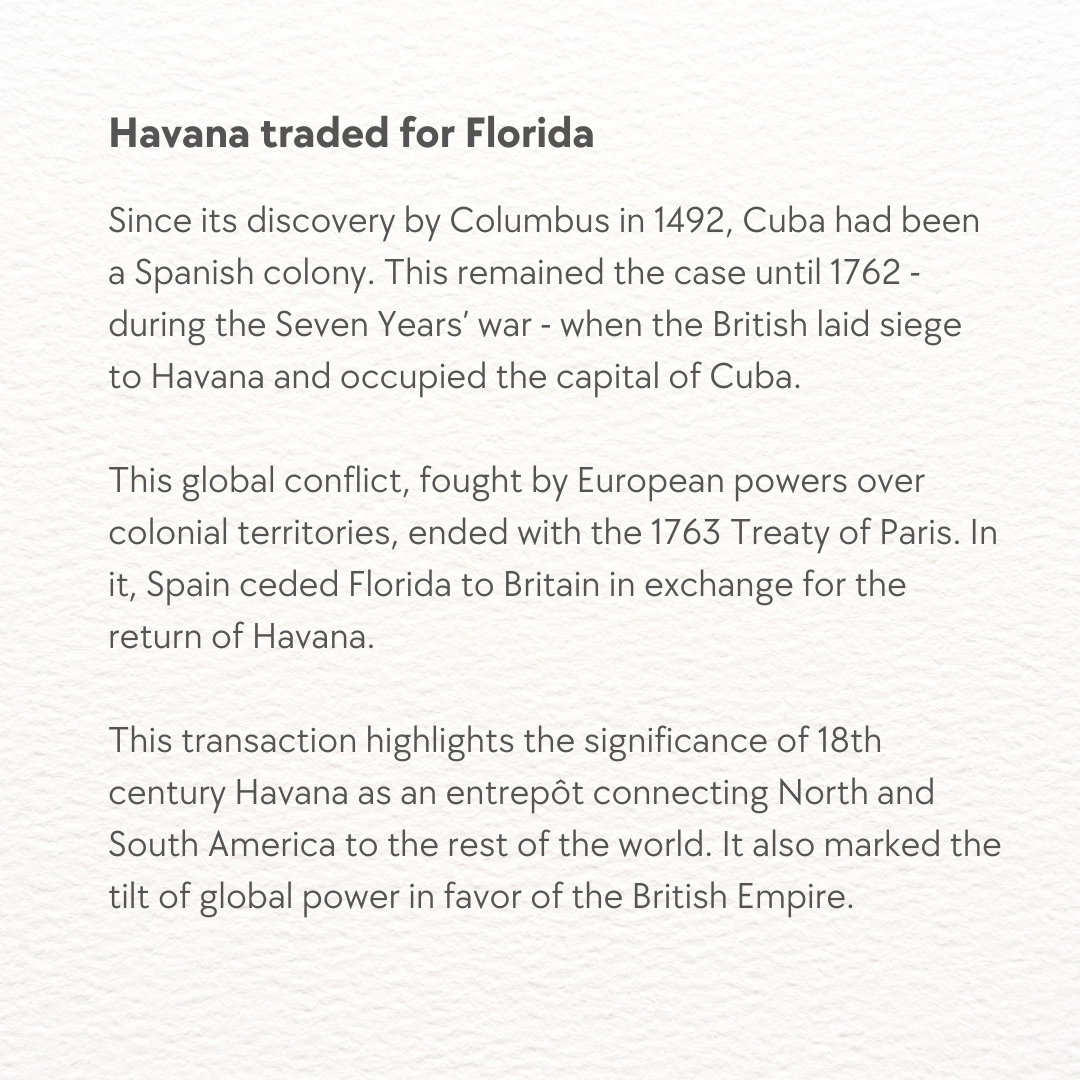 Havana traded for Florida
Since its discovery by Columbus in 1492, Cuba had been
a Spanish colony. This remained the case until 1762 -
during the Seven Years’ war - when the British laid siege
to Havana and occupied the capital of Cuba.
This global conflict, fought by European powers over
colonial territories, ended with the 1763 Treaty of Paris. In
it, Spain ceded Florida to Britain in exchange for the
return of Havana.
This transaction highlights the significance of 18th
century Havana as an entrepôt connecting North and
South America to the rest of the world. It also marked the
tilt of global power in favor of the British Empire.